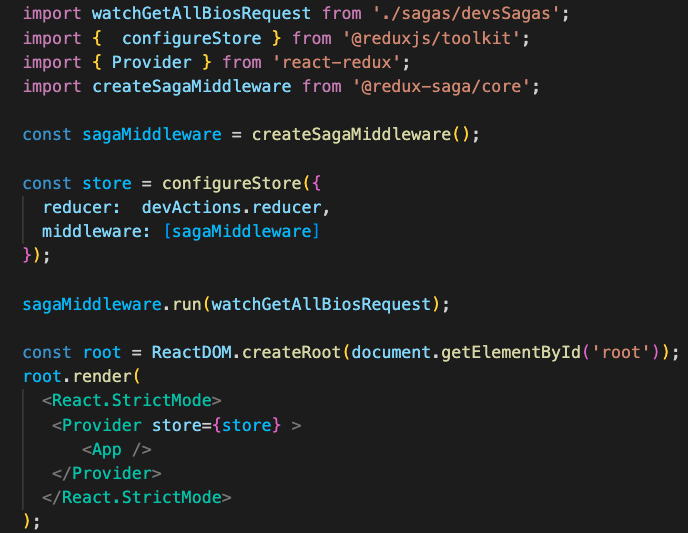 import watchGetAllBiosRequest from './sagas/devsSagas';
import {  configureStore } from '@reduxjs/toolkit';
import { Provider } from 'react-redux';
import createSagaMiddleware from '@redux-saga/core';

const sagaMiddleware = createSagaMiddleware();

const store = configureStore({
  reducer:  devActions.reducer,
  middleware: [sagaMiddleware]
});

sagaMiddleware.run(watchGetAllBiosRequest);

const root = ReactDOM.createRoot(document.getElementById('root'));
root.render(
  <React.StrictMode>
   <Provider store={store} >
      <App />
   </Provider>
  </React.StrictMode>
);